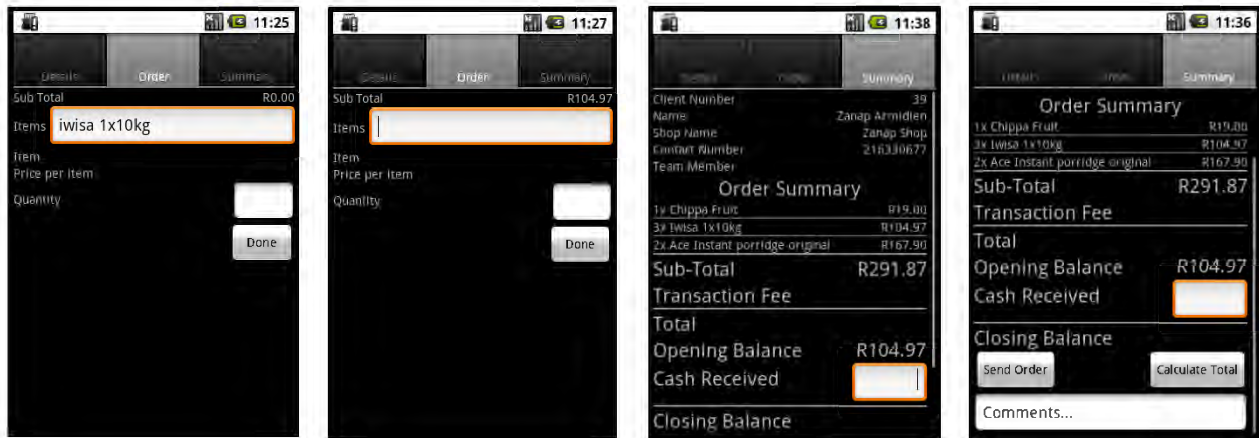 11:25
Details Order Summary
Sub Total R0.00
Items iwisa 1x10kg
Item
Price per item
Quantity
Done
11:27
Details Order Summary
Sub Total R104.97
Items
Item
Price per item
Quantity
Done
11:38
Summary
Client Number 39
Name Zanap Armidien
Shop Name Zanap Shop
Contact Number 216330677
Team Member
Order Summary
1x Chippa Fruit R19.00
3x Iwisa 1x10kg R104.97
2x Ace Instant porridge original R167.90
Sub-Total R291.87
Transaction Fee
Total
Opening Balance R104.97
Cash Received
Closing Balance
11:36
Details Summary
Order Summary
1x Chippa Fruit R19.00
3x Iwisa 1x10kg R104.97
2x Ace Instant porridge original R167.90
Sub-Total R291.87
Transaction Fee
Total
Opening Balance R104.97
Cash Received
Closing Balance
Send Order Calculate Total
Comments...